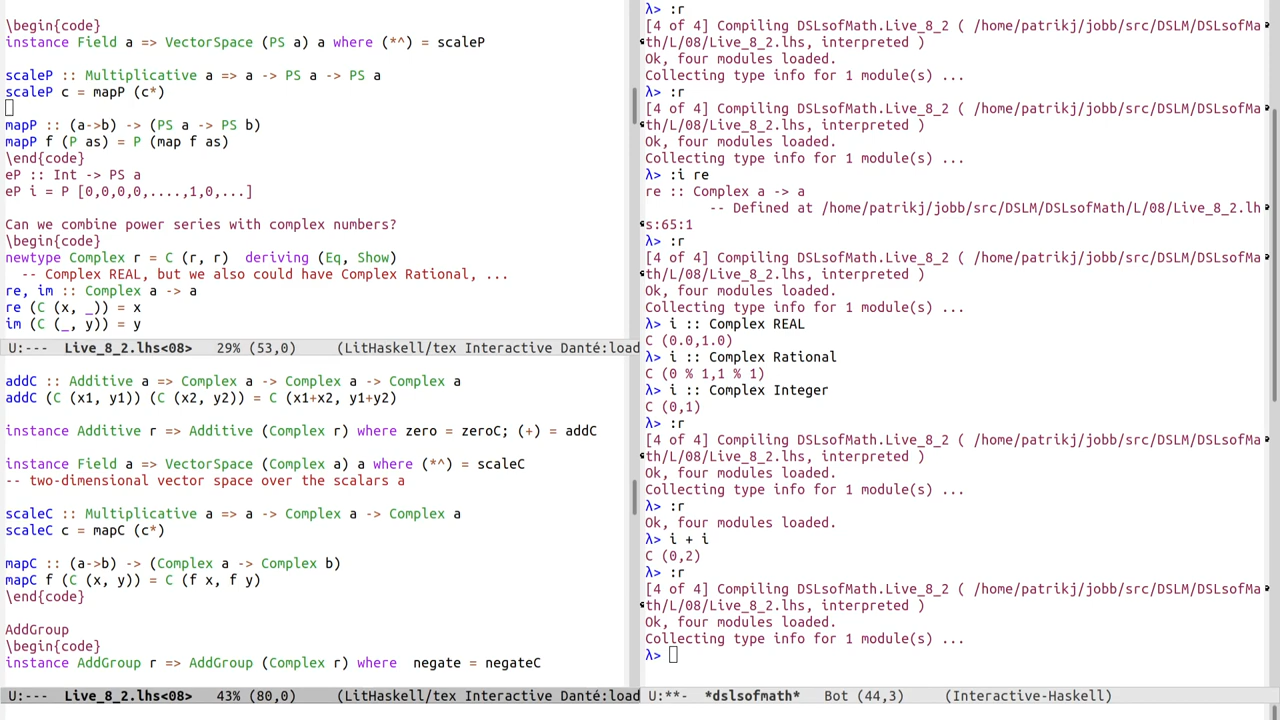 \begin{code}
instance Field a => VectorSpace (PS a) a where (*^) = scaleP
scaleP :: Multiplicative a => a -> PS a -> PS a
scaleP c = mapP (c*)
mapP :: (a->b) -> (PS a -> PS b)
mapP f (P as) = P (map f as)
\end{code}
eP :: Int -> PS a
eP i = P [0,0,0,0,....,1,0,...]
Can we combine power series with complex numbers?
\begin{code}
newtype Complex r = C (r, r)  deriving (Eq, Show)
  -- Complex REAL, but we also could have Complex Rational, ...
re, im :: Complex a -> a
re (C (x, _)) = x
im (C (_, y)) = y
U:---  Live_8_2.lhs<08>   29% (53,0)     (LitHaskell/tex Interactive Danté:load
addC :: Additive a => Complex a -> Complex a -> Complex a
addC (C (x1, y1)) (C (x2, y2)) = C (x1+x2, y1+y2)
instance Additive r => Additive (Complex r) where zero = zeroC; (+) = addC
instance Field a => VectorSpace (Complex a) a where (*^) = scaleC
-- two-dimensional vector space over the scalars a
scaleC :: Multiplicative a => a -> Complex a -> Complex a
scaleC c = mapC (c*)
mapC :: (a->b) -> (Complex a -> Complex b)
mapC f (C (x, y)) = C (f x, f y)
\end{code}
AddGroup
\begin{code}
instance AddGroup r => AddGroup (Complex r) where  negate = negateC
U:---  Live_8_2.lhs<08>   43% (80,0)     (LitHaskell/tex Interactive Danté:load
λ> :r
[4 of 4] Compiling DSLsofMath.Live_8_2 ( /home/patrikj/jobb/src/DSLM/DSLsofMa
th/L/08/Live_8_2.lhs, interpreted )
Ok, four modules loaded.
Collecting type info for 1 module(s) ...
λ> :r
[4 of 4] Compiling DSLsofMath.Live_8_2 ( /home/patrikj/jobb/src/DSLM/DSLsofMa
th/L/08/Live_8_2.lhs, interpreted )
Ok, four modules loaded.
Collecting type info for 1 module(s) ...
λ> :i re
re :: Complex a -> a
        -- Defined at /home/patrikj/jobb/src/DSLM/DSLsofMath/L/08/Live_8_2.lh
s:65:1
λ> :r
[4 of 4] Compiling DSLsofMath.Live_8_2 ( /home/patrikj/jobb/src/DSLM/DSLsofMa
th/L/08/Live_8_2.lhs, interpreted )
Ok, four modules loaded.
Collecting type info for 1 module(s) ...
λ> i :: Complex REAL
C (0.0,1.0)
λ> i :: Complex Rational
C (0 % 1,1 % 1)
λ> i :: Complex Integer
C (0,1)
λ> :r
[4 of 4] Compiling DSLsofMath.Live_8_2 ( /home/patrikj/jobb/src/DSLM/DSLsofMa
th/L/08/Live_8_2.lhs, interpreted )
Ok, four modules loaded.
Collecting type info for 1 module(s) ...
λ> :r
Ok, four modules loaded.
λ> i + i
C (0,2)
λ> :r
[4 of 4] Compiling DSLsofMath.Live_8_2 ( /home/patrikj/jobb/src/DSLM/DSLsofMa
th/L/08/Live_8_2.lhs, interpreted )
Ok, four modules loaded.
Collecting type info for 1 module(s) ...
λ>
U:**-  *dslsofmath*   Bot (44,3)     (Interactive-Haskell)